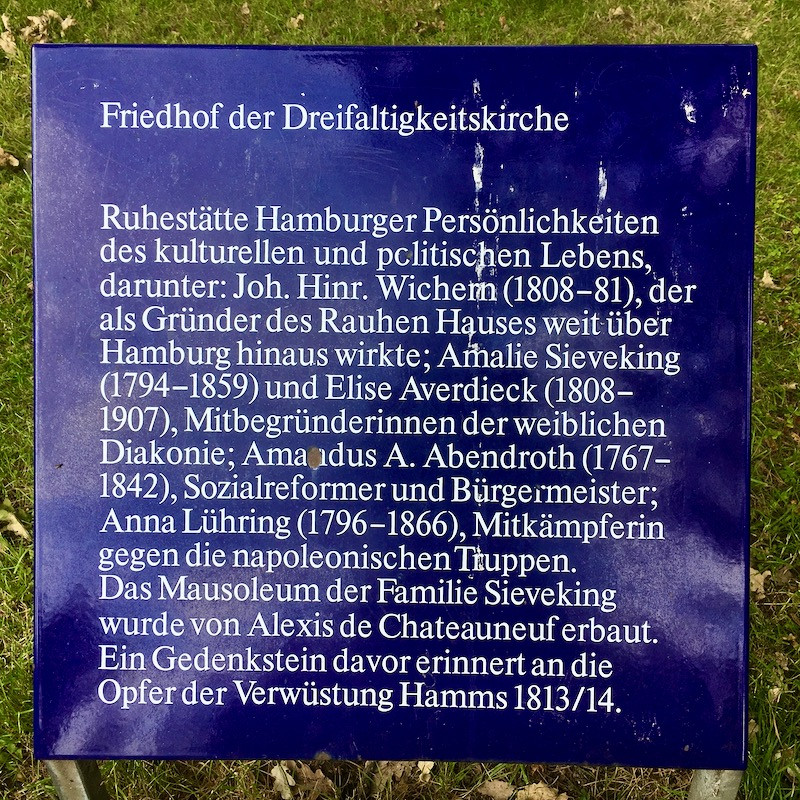 Friedhof der Dreifaltigkeitskirche
Ruhestätte Hamburger Persönlichkeiten
des kulturellen und politischen Lebens,
darunter: Joh. Hinr. Wichern (1808–81), der
als Gründer des Rauhen Hauses weit über
Hamburg hinaus wirkte; Amalie Sieveking
(1794–1859) und Elise Averdieck (1808–
1907), Mitbegründerinnen der weiblichen
Diakonie; Amandus A. Abendroth (1767–
1842), Sozialreformer und Bürgermeister;
Anna Lühring (1796–1866), Mitkämpferin
gegen die napoleonischen Truppen.
Das Mausoleum der Familie Sieveking
wurde von Alexis de Chateauneuf erbaut.
Ein Gedenkstein davor erinnert an die
Opfer der Verwüstung Hamms 1813/14.